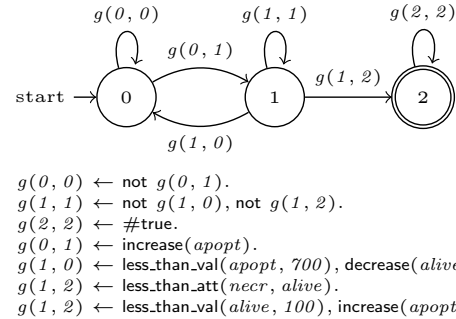 g(0, 0) g(1, 1) g(2, 2)
g(0, 1)
g(1, 2)
start 0 1 2
g(1, 0)
g(0, 0) ← not g(0, 1).
g(1, 1) ← not g(1, 0), not g(1, 2).
g(2, 2) ← #true.
g(0, 1) ← increase(apopt).
g(1, 0) ← less_than_val(apopt, 700), decrease(alive
g(1, 2) ← less_than_att(necr, alive).
g(1, 2) ← less_than_val(alive, 100), increase(apopt